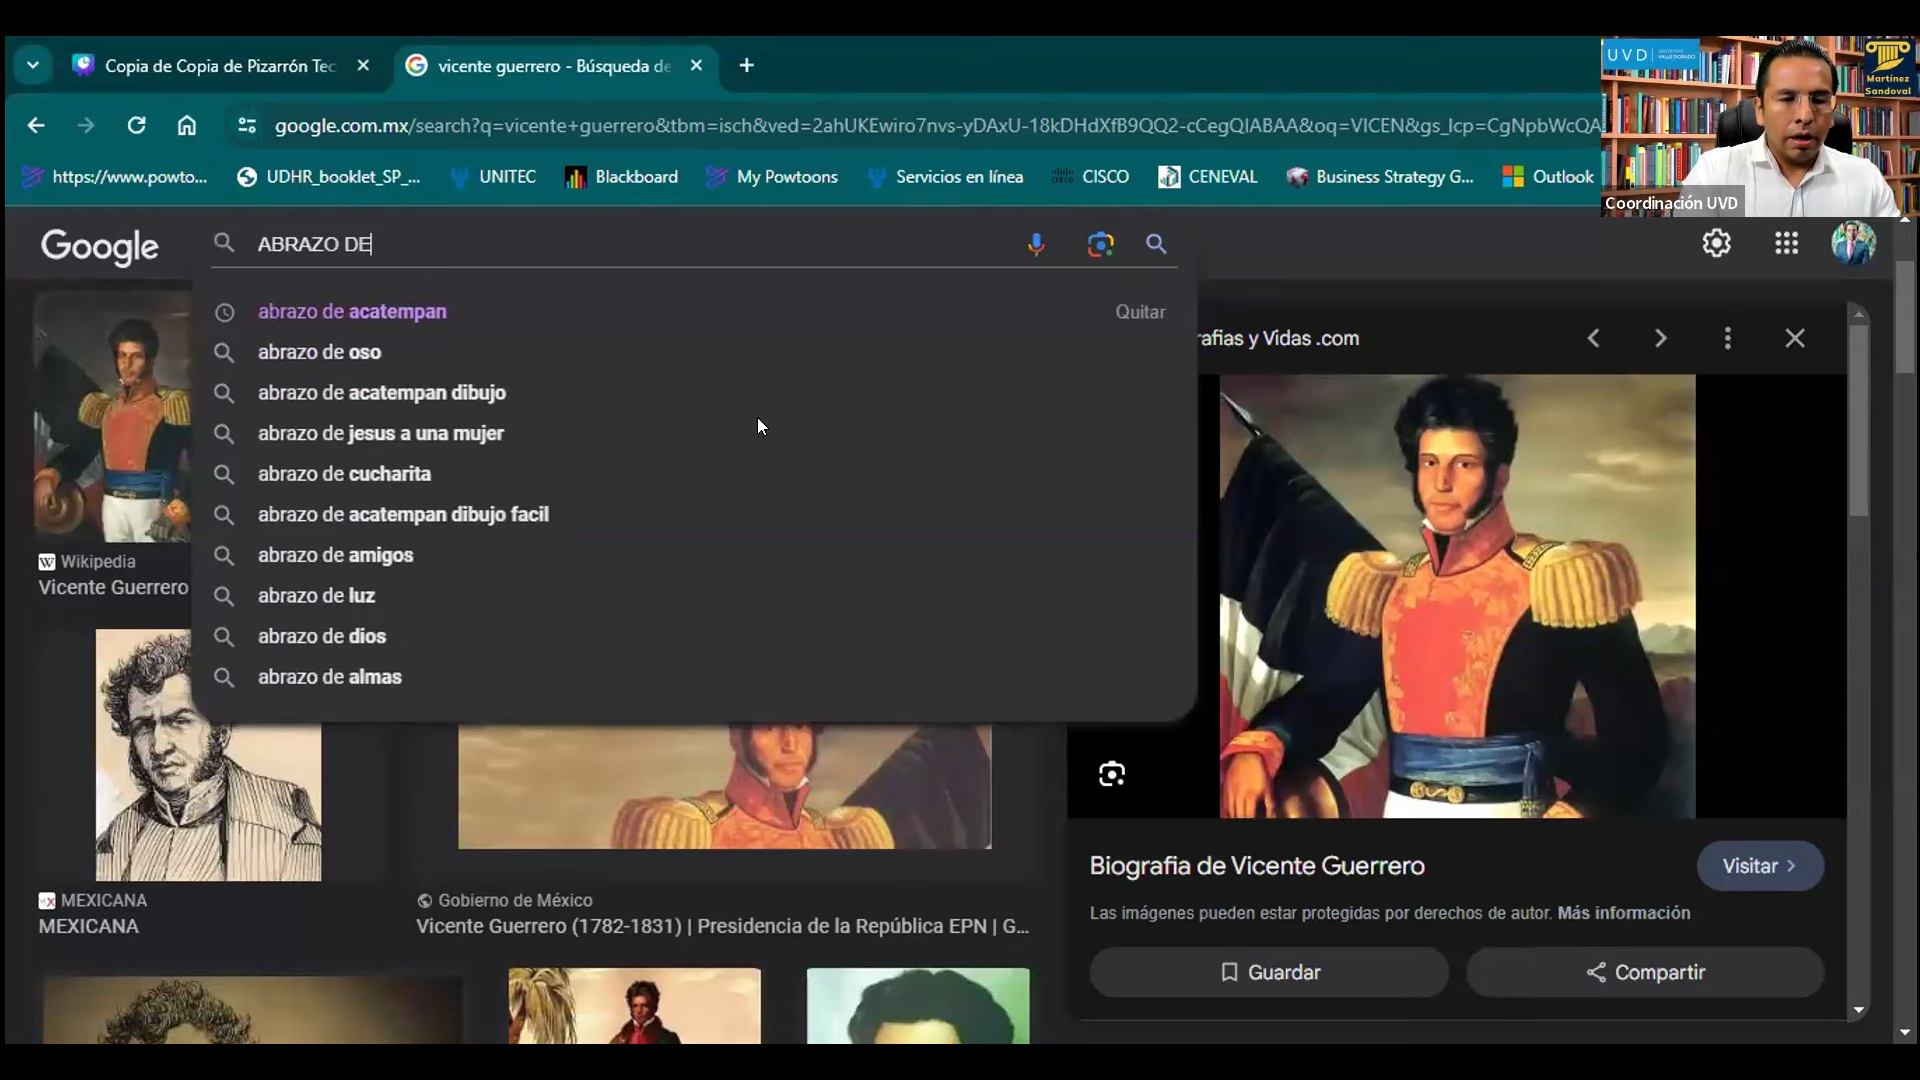 Copia de Copia de Pizarrón Tec
vicente guerrero - Búsqueda de
google.com.mx/search?q=vicente+guerrero&tbm=isch&ved=2ahUKEwiro7nvs-yDAxU-18kDHdXfB9QQ2-cCegQIABAA&oq=VICEN&gs_lcp=CgNpbWcQA
https://www.powto...
UDHR_booklet_SP_...
UNITEC
Blackboard
My Powtoons
Servicios en línea
CISCO
CENEVAL
Business Strategy G...
Outlook
UVD
Martínez
Sandoval
Coordinación UVD
Google
ABRAZO DE
abrazo de acatempan
Quitar
abrazo de oso
abrazo de acatempan dibujo
abrazo de jesus a una mujer
abrazo de cucharita
abrazo de acatempan dibujo facil
abrazo de amigos
abrazo de luz
abrazo de dios
abrazo de almas
rafias y Vidas .com
Wikipedia
Vicente Guerrero
MEXICANA
MEXICANA
Gobierno de México
Vicente Guerrero (1782-1831) | Presidencia de la República EPN | G...
Biografia de Vicente Guerrero
Visitar
Las imágenes pueden estar protegidas por derechos de autor. Más información
Guardar
Compartir